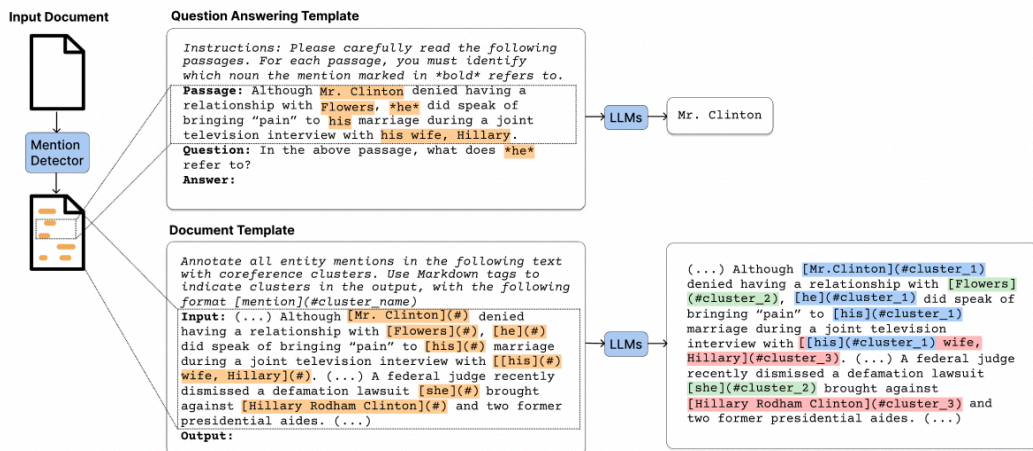 Input Document
Mention
Detector
Question Answering Template
Instructions: Please carefully read the following
passages. For each passage, you must identify
which noun the mention marked in *bold* refers to.
Passage: Although Mr. Clinton denied having a
relationship with Flowers, *he* did speak of
bringing “pain” to his marriage during a joint
television interview with his wife, Hillary.
Question: In the above passage, what does *he*
refer to?
Answer:
LLMs
Mr. Clinton
Document Template
Annotate all entity mentions in the following text
with coreference clusters. Use Markdown tags to
indicate clusters in the output, with the following
format [mention](#cluster_name)
Input: (...) Although [Mr. Clinton](#) denied
having a relationship with [Flowers](#), [he](#)
did speak of bringing “pain” to [his](#) marriage
during a joint television interview with [[his](#)
wife, Hillary](#). (...) A federal judge recently
dismissed a defamation lawsuit [she](#) brought
against [Hillary Rodham Clinton](#) and two former
presidential aides. (...)
Output:
LLMs
(...) Although [Mr.Clinton](#cluster_1)
denied having a relationship with [Flowers]
(#cluster_2), [he](#cluster_1) did speak of
bringing “pain” to [his](#cluster_1)
marriage during a joint television
interview with [[his](#cluster_1) wife,
Hillary](#cluster_3). (...) A federal judge
recently dismissed a defamation lawsuit
[she](#cluster_2) brought against
[Hillary Rodham Clinton](#cluster_3) and
two former presidential aides. (...)